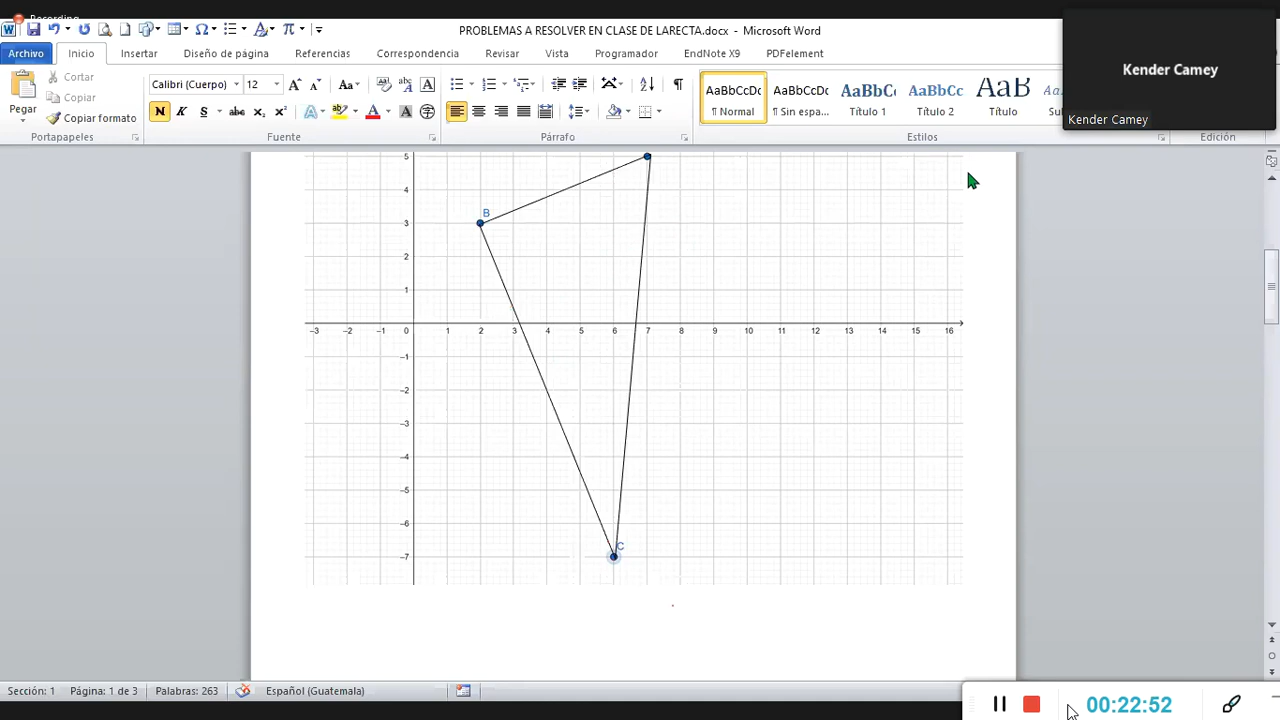 Recording
PROBLEMAS A RESOLVER EN CLASE DE LARECTA.docx - Microsoft Word
Archivo Inicio Insertar Diseño de página Referencias Correspondencia Revisar Vista Programador EndNote X9 PDFelement
Pegar
Cortar
Copiar
Copiar formato
Portapapeles
Calibri (Cuerpo) 12
Fuente
Párrafo
AaBbCcDc AaBbCcDc AaBbCc AaBbCc AaB
¶ Normal ¶ Sin espa... Título 1 Título 2 Título
Estilos
Edición
Kender Camey
Kender Camey
5
4
B
3
2
1
−3 −2 −1 0 1 2 3 4 5 6 7 8 9 10 11 12 13 14 15 16
−1
−2
−3
−4
−5
−6
C
−7
Sección: 1 Página: 1 de 3 Palabras: 263 Español (Guatemala)
00:22:52